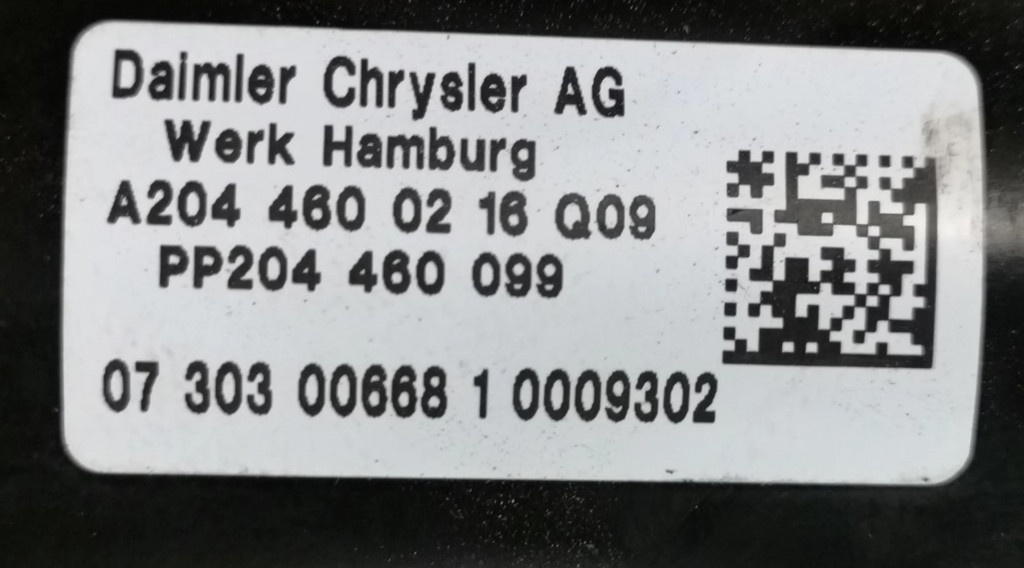 Daimler Chrysler AG
Werk Hamburg
A204 460 02 16 Q09
PP204 460 099
07 303 00668 1 0009302